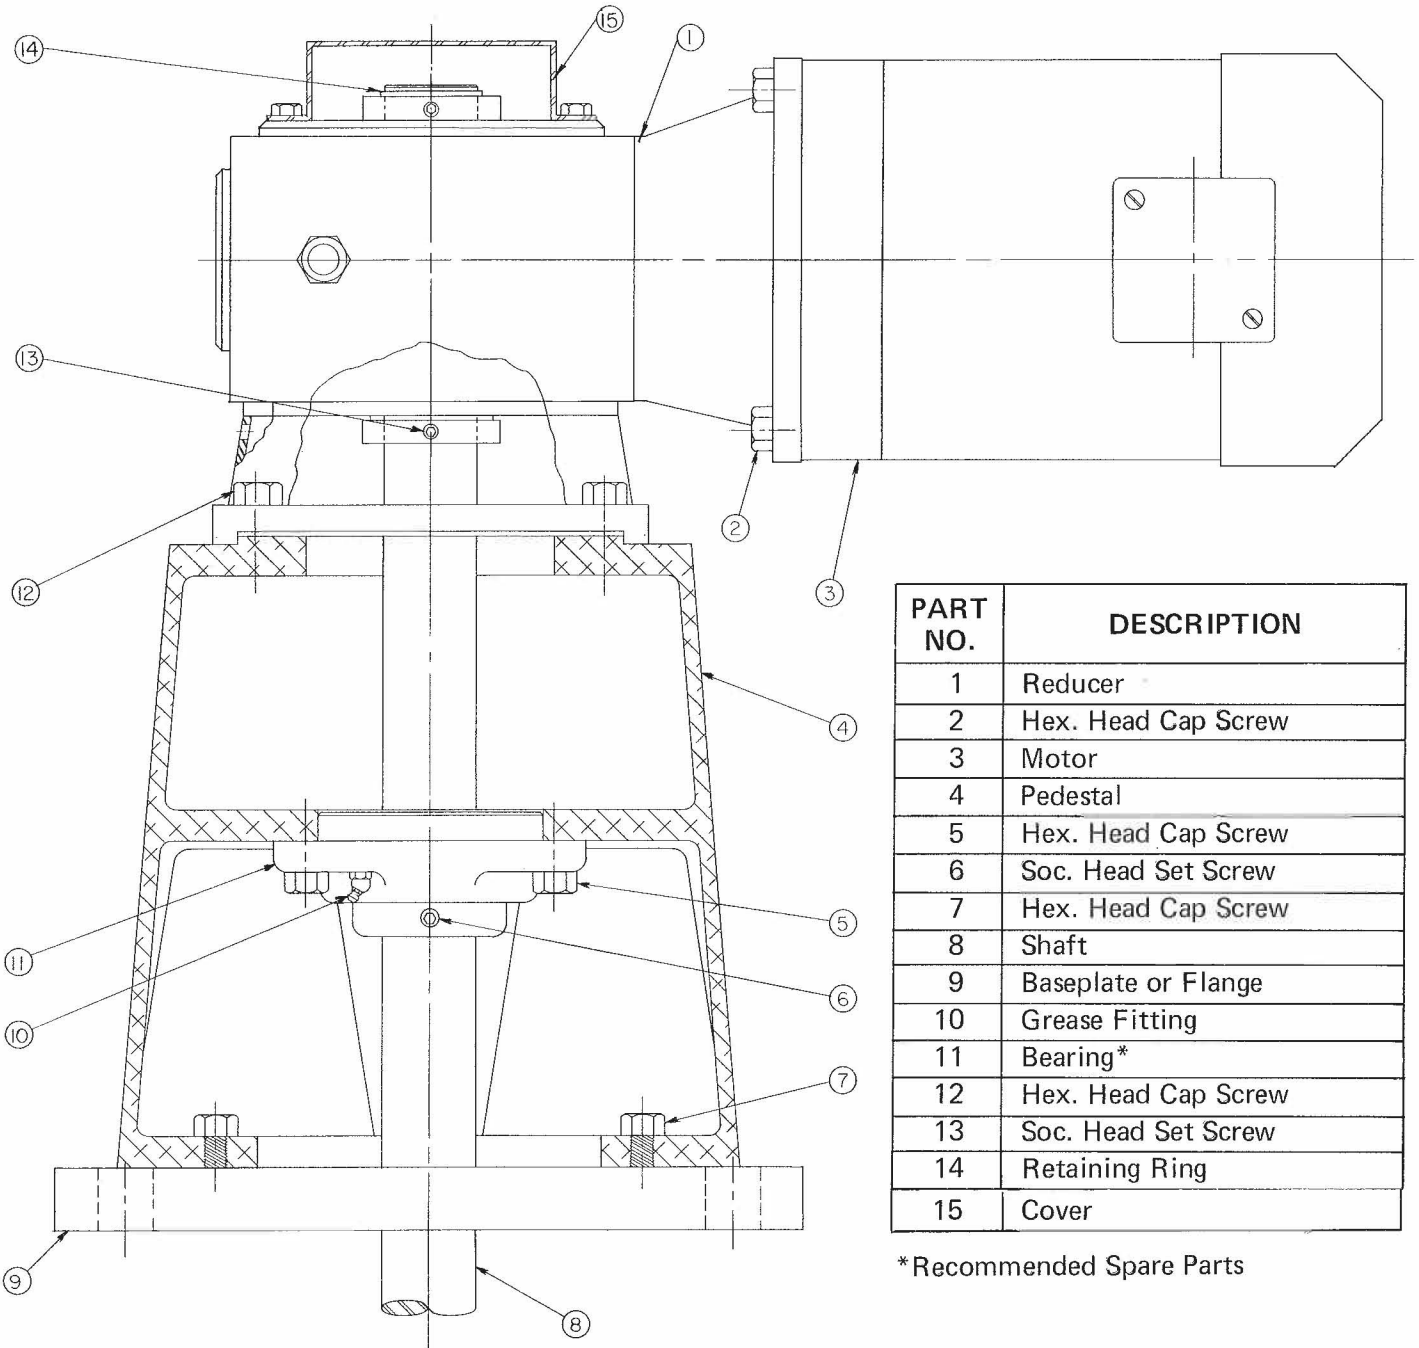 15
14
1
13
2
12
3
4
11
5
6
10
7
9
8
PART NO. DESCRIPTION
1 Reducer
2 Hex. Head Cap Screw
3 Motor
4 Pedestal
5 Hex. Head Cap Screw
6 Soc. Head Set Screw
7 Hex. Head Cap Screw
8 Shaft
9 Baseplate or Flange
10 Grease Fitting
11 Bearing*
12 Hex. Head Cap Screw
13 Soc. Head Set Screw
14 Retaining Ring
15 Cover
*Recommended Spare Parts